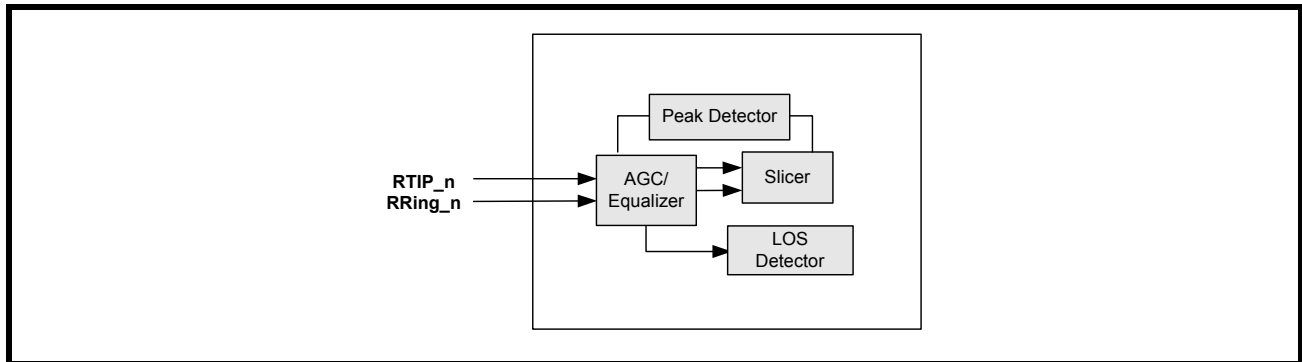 Peak Detector
RTIP_n
RRing_n
AGC/
Equalizer
Slicer
LOS
Detector